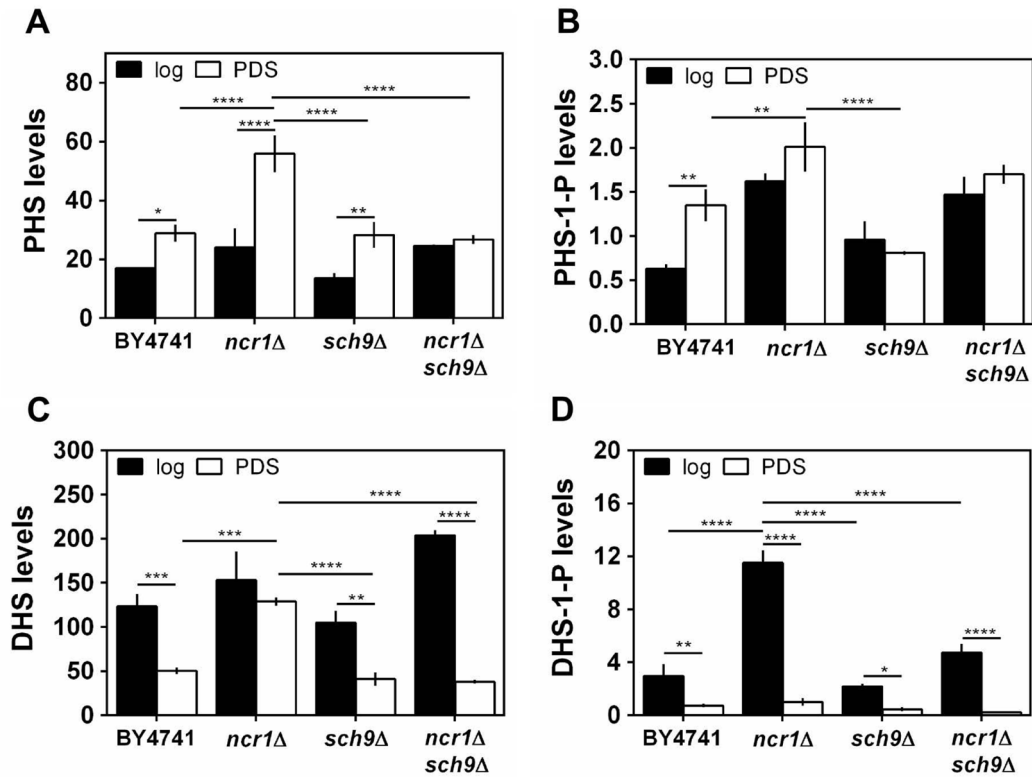 A
log PDS
PHS levels
80
60
40
20
0
****
****
****
****
*
**
BY4741 ncr1Δ sch9Δ ncr1Δ
sch9Δ
B
log PDS
PHS-1-P levels
3.0
2.5
2.0
1.5
1.0
0.5
0.0
**
****
**
BY4741 ncr1Δ sch9Δ ncr1Δ
sch9Δ
C
log PDS
DHS levels
300
250
200
150
100
50
0
****
****
***
****
***
**
BY4741 ncr1Δ sch9Δ ncr1Δ
sch9Δ
D
log PDS
DHS-1-P levels
20
16
12
8
4
0
****
****
****
****
**
*
****
BY4741 ncr1Δ sch9Δ ncr1Δ
sch9Δ